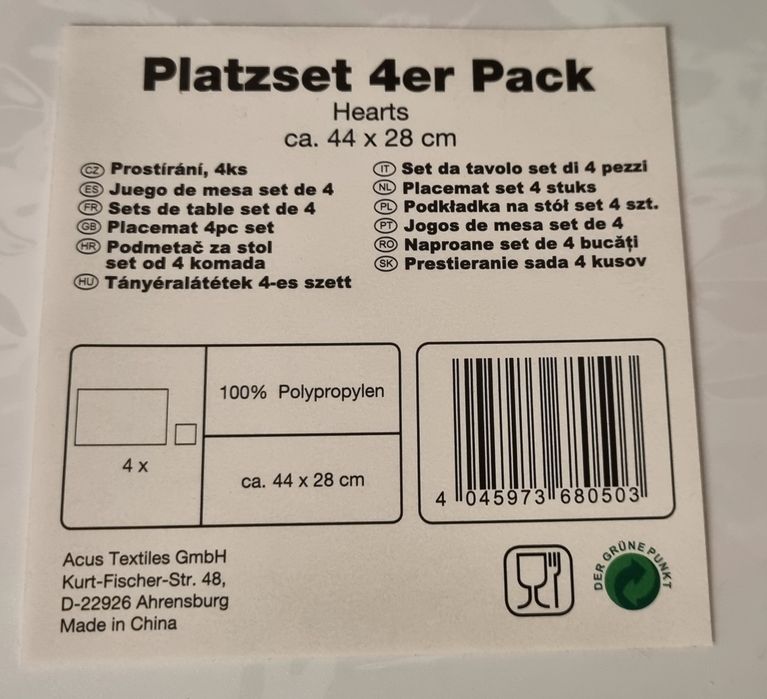 Platzset 4er Pack
Hearts
ca. 44 x 28 cm
CZ Prostírání, 4ks
ES Juego de mesa set de 4
FR Sets de table set de 4
GB Placemat 4pc set
HR Podmetač za stol
set od 4 komada
HU Tányéralátétek 4-es szett
IT Set da tavolo set di 4 pezzi
NL Placemat set 4 stuks
PL Podkładka na stół set 4 szt.
PT Jogos de mesa set de 4
RO Naproane set de 4 bucăți
SK Prestieranie sada 4 kusov
4 x
100% Polypropylen
ca. 44 x 28 cm
4 045973 680503
Acus Textiles GmbH
Kurt-Fischer-Str. 48,
D-22926 Ahrensburg
Made in China
DER GRÜNE PUNKT